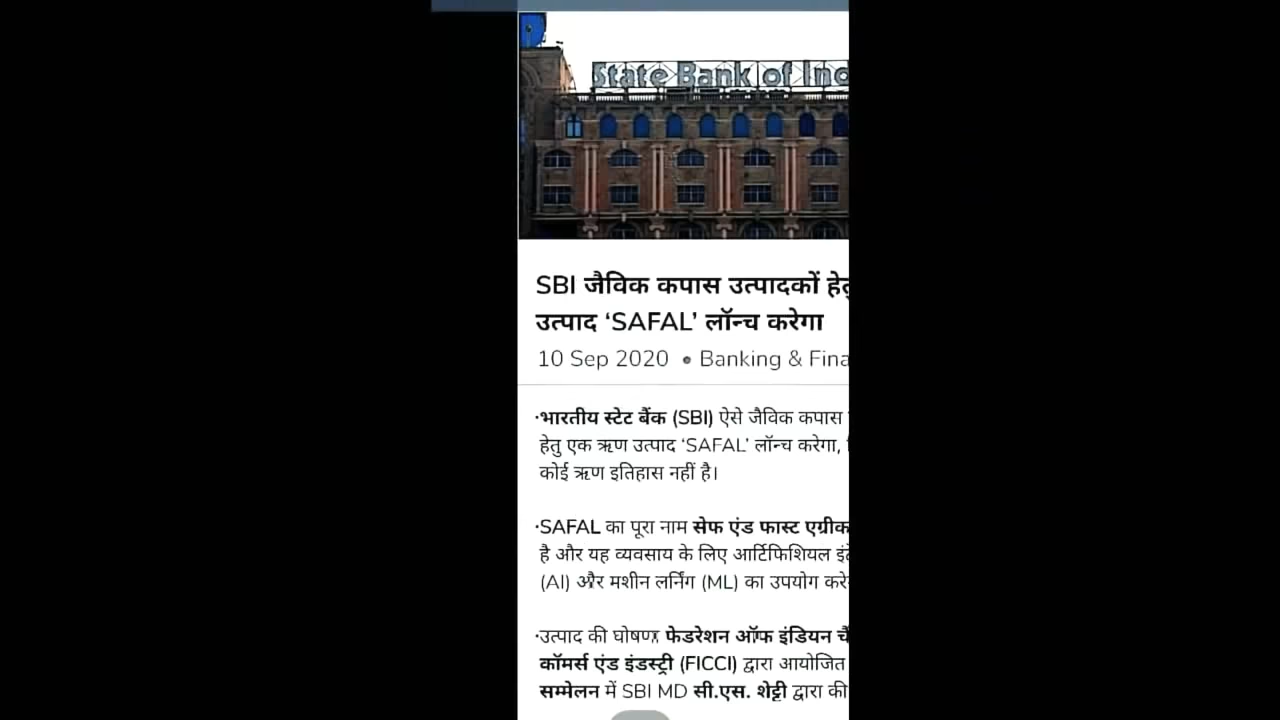 State Bank of Ind
SBI जैविक कपास उत्पादकों हेतु
उत्पाद ‘SAFAL’ लॉन्च करेगा
10 Sep 2020 • Banking & Fina
·भारतीय स्टेट बैंक (SBI) ऐसे जैविक कपास
हेतु एक ऋण उत्पाद ‘SAFAL’ लॉन्च करेगा,
कोई ऋण इतिहास नहीं है।
·SAFAL का पूरा नाम सेफ एंड फास्ट एग्रीक
है और यह व्यवसाय के लिए आर्टिफिशियल इं
(AI) और मशीन लर्निंग (ML) का उपयोग करे
·उत्पाद की घोषणा फेडरेशन ऑफ इंडियन चै
कॉमर्स एंड इंडस्ट्री (FICCI) द्वारा आयोजित
सम्मेलन में SBI MD सी.एस. शेट्टी द्वारा की